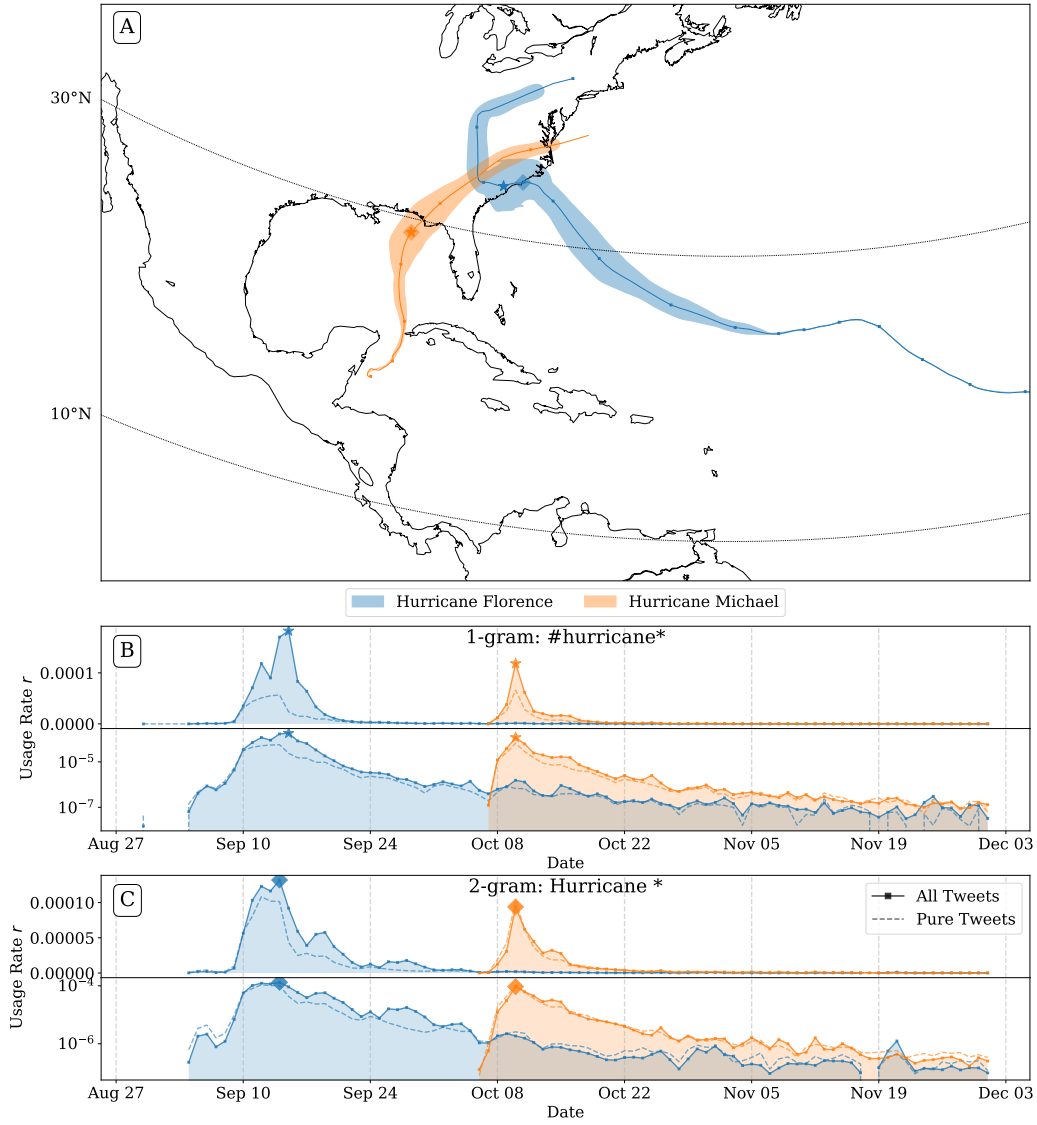 A
30°N
10°N
Hurricane Florence
Hurricane Michael
B
1-gram: #hurricane*
Usage Rate r
0.0001
0.0000
10⁻⁵
10⁻⁷
Aug 27
Sep 10
Sep 24
Oct 08
Oct 22
Nov 05
Nov 19
Dec 03
Date
C
2-gram: Hurricane *
All Tweets
Pure Tweets
Usage Rate r
0.00010
0.00005
0.00000
10⁻⁴
10⁻⁶
Aug 27
Sep 10
Sep 24
Oct 08
Oct 22
Nov 05
Nov 19
Dec 03
Date